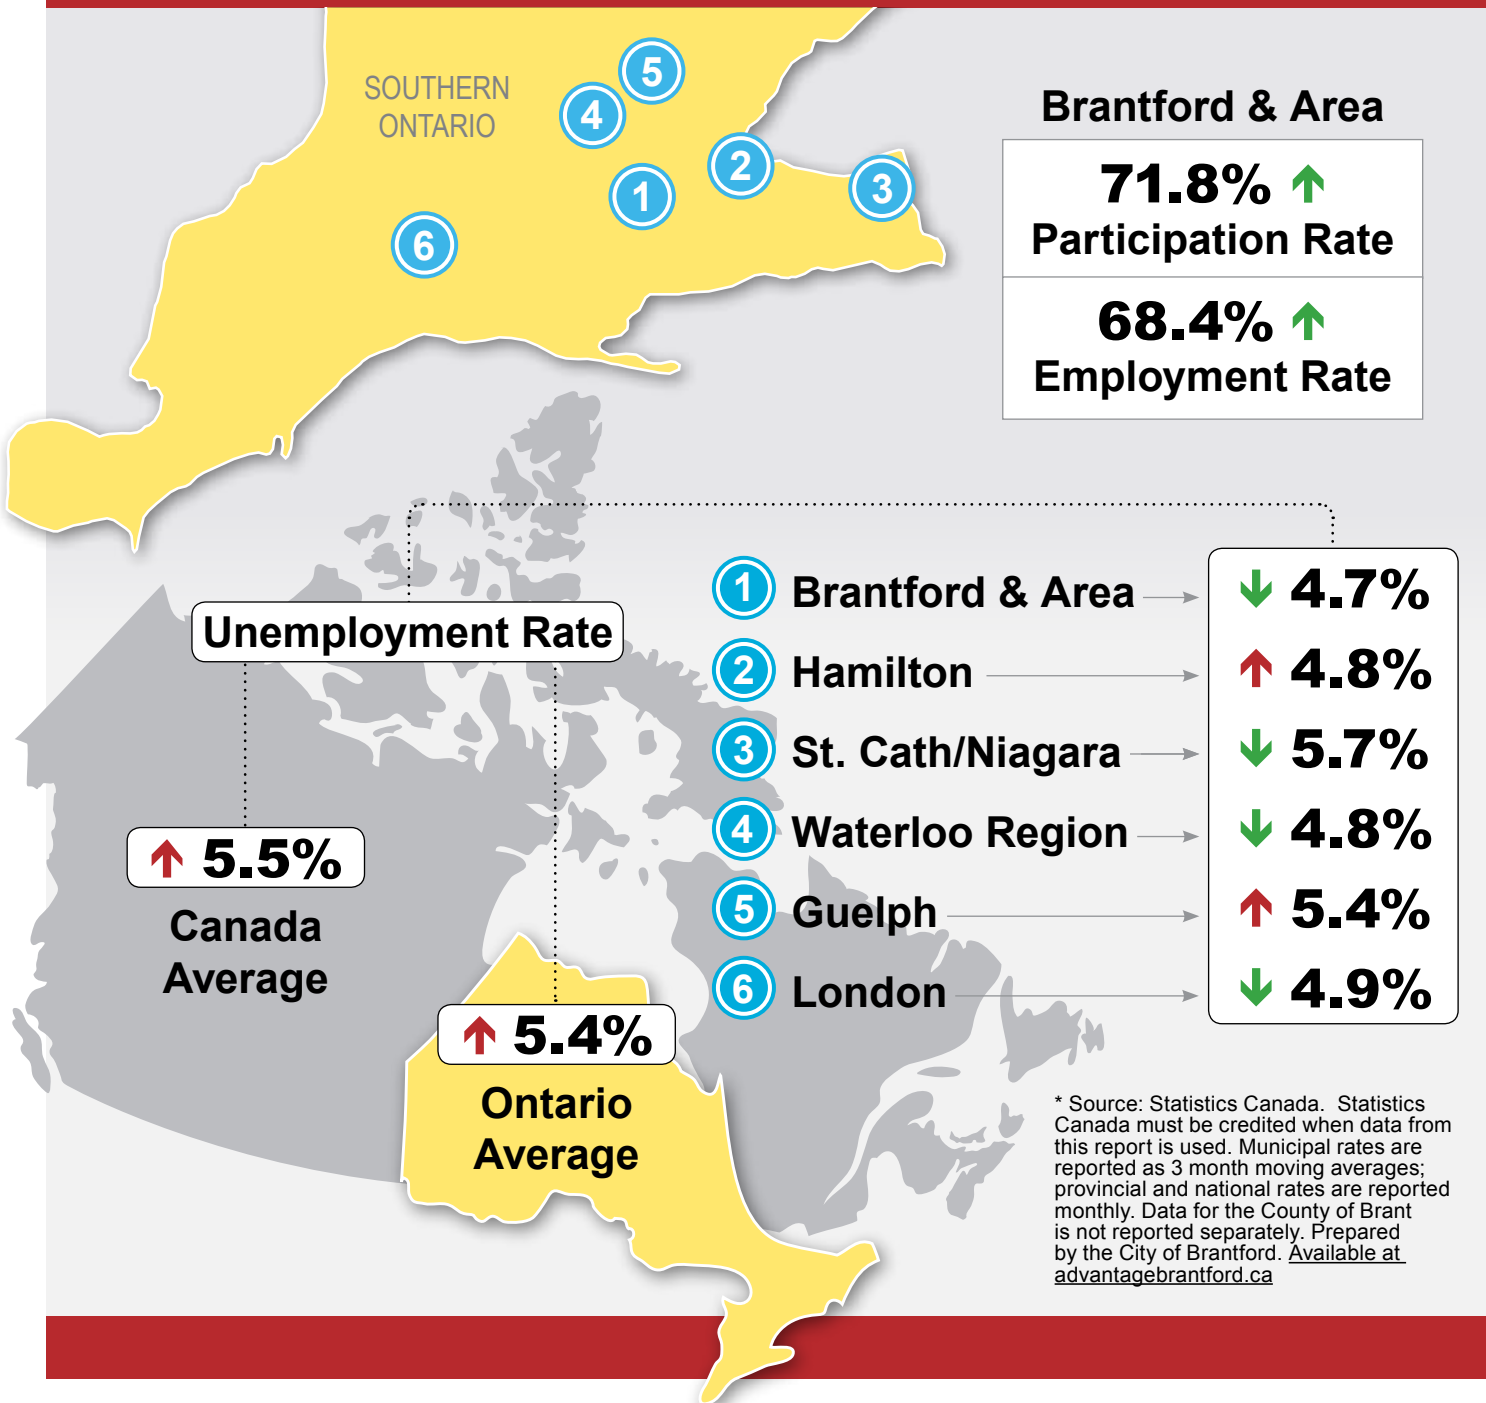 SOUTHERN
ONTARIO
5
4
2
3
1
6
Brantford & Area
71.8%
Participation Rate
68.4%
Employment Rate
Unemployment Rate
1 Brantford & Area 4.7%
2 Hamilton 4.8%
3 St. Cath/Niagara 5.7%
4 Waterloo Region 4.8%
5 Guelph 5.4%
6 London 4.9%
5.5%
Canada
Average
5.4%
Ontario
Average
* Source: Statistics Canada.  Statistics
Canada must be credited when data from
this report is used. Municipal rates are
reported as 3 month moving averages;
provincial and national rates are reported
monthly. Data for the County of Brant
is not reported separately. Prepared
by the City of Brantford. Available at
advantagebrantford.ca